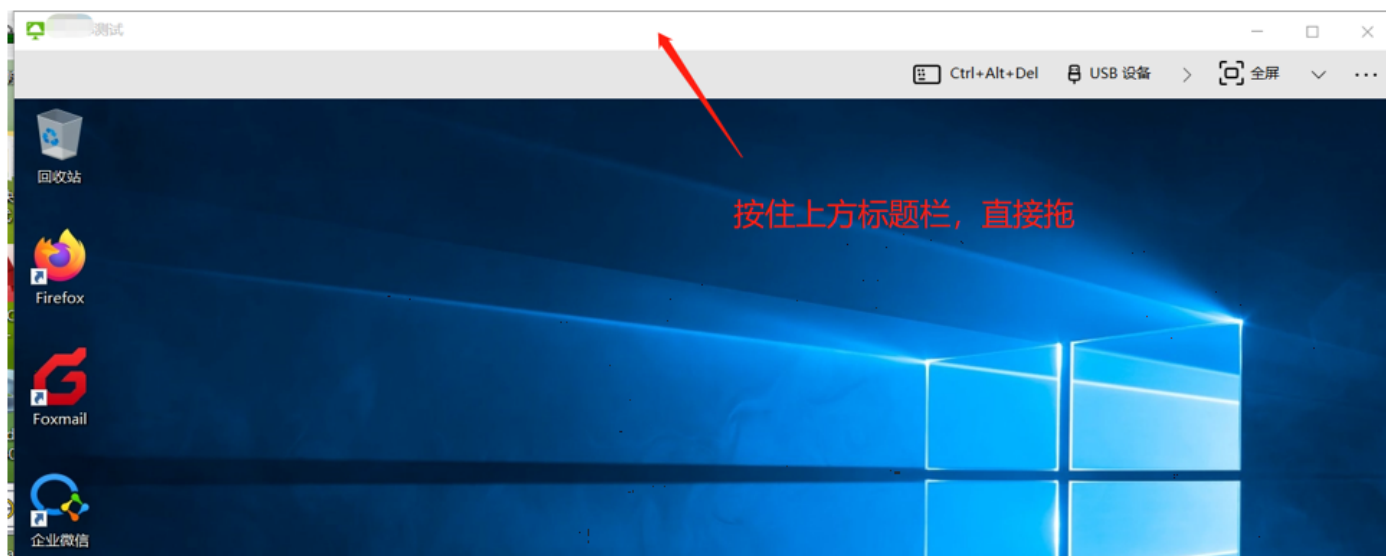 测试
Ctrl+Alt+Del
USB 设备
全屏
回收站
按住上方标题栏，直接拖
Firefox
Foxmail
企业微信